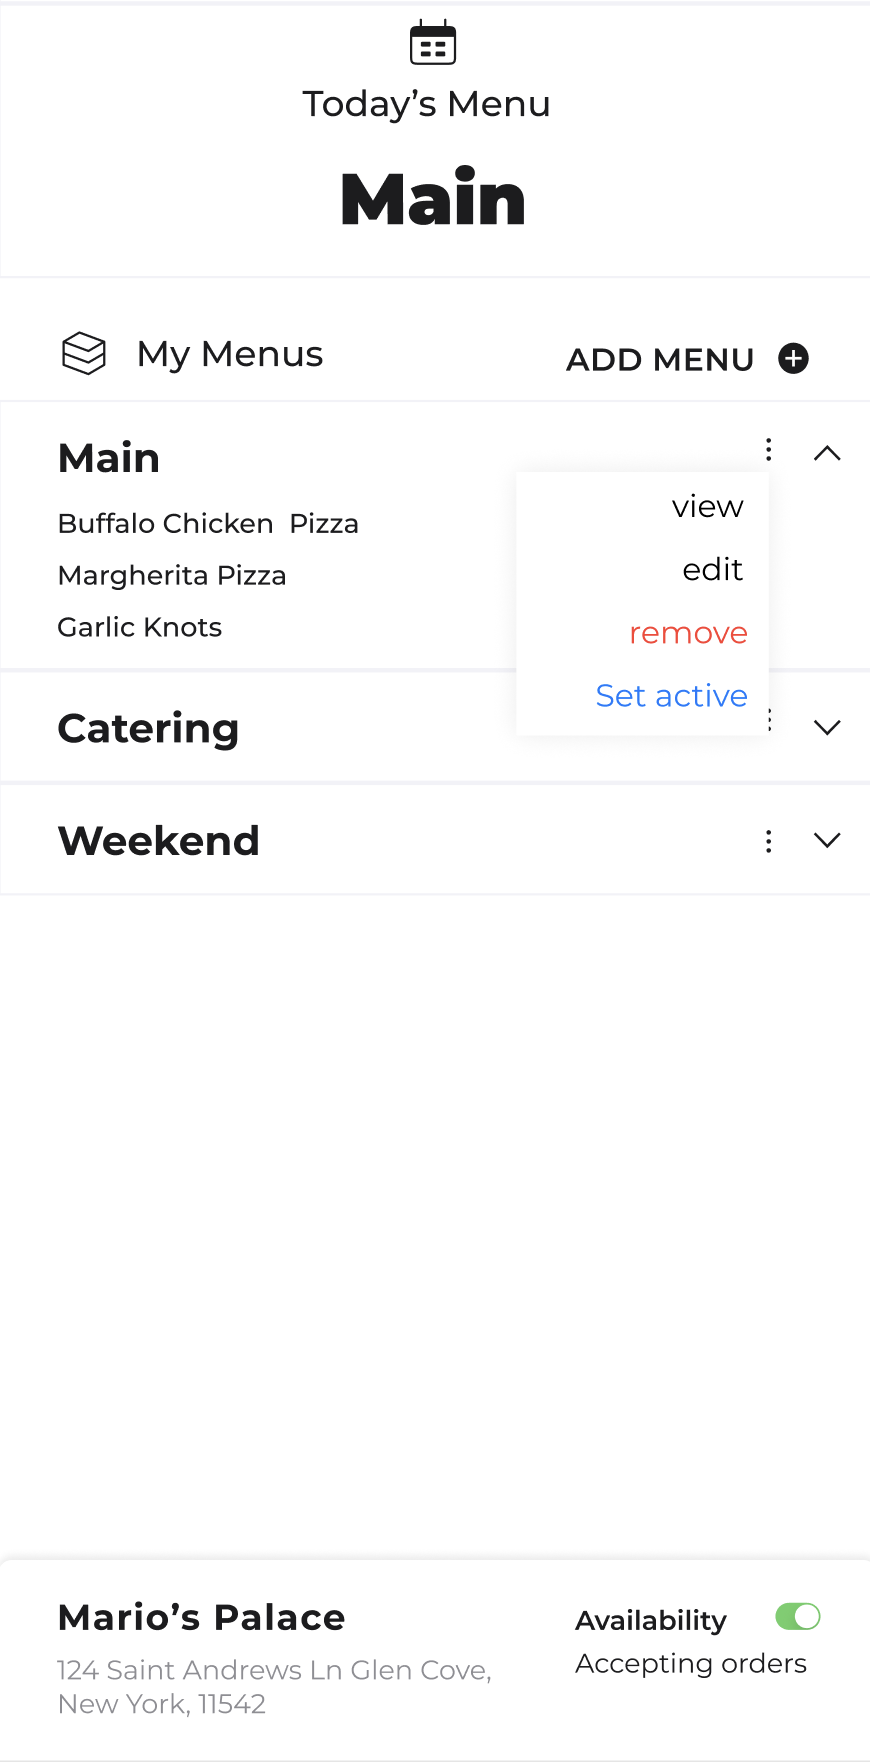 Today’s Menu
Main
My Menus
ADD MENU
Main
Buffalo Chicken  Pizza
Margherita Pizza
Garlic Knots
view
edit
remove
Set active
Catering
Weekend
Mario’s Palace
124 Saint Andrews Ln Glen Cove,
New York, 11542
Availability
Accepting orders